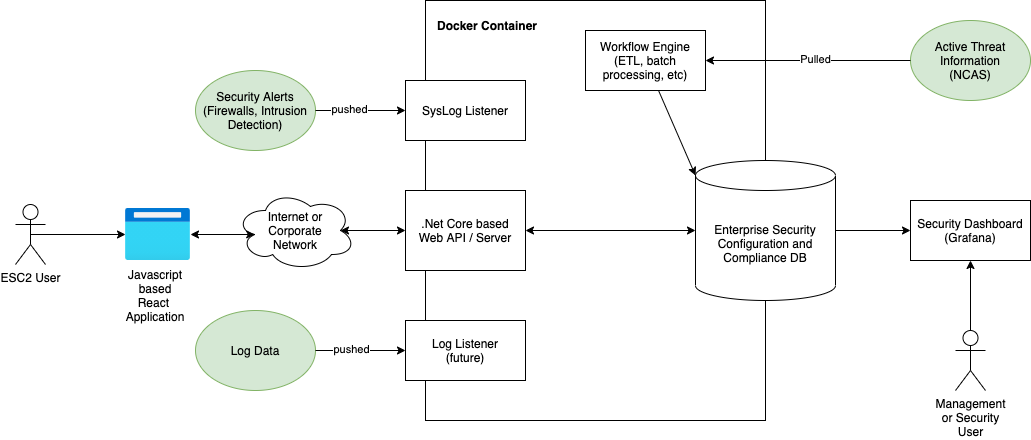 Docker Container
Workflow Engine
(ETL, batch
processing, etc)
Pulled
Active Threat
Information
(NCAS)
Security Alerts
(Firewalls, Intrusion
Detection)
pushed
SysLog Listener
ESC2 User
Javascript
based
React
Application
Internet or
Corporate
Network
.Net Core based
Web API / Server
Enterprise Security
Configuration and
Compliance DB
Security Dashboard
(Grafana)
Log Data
pushed
Log Listener
(future)
Management
or Security
User